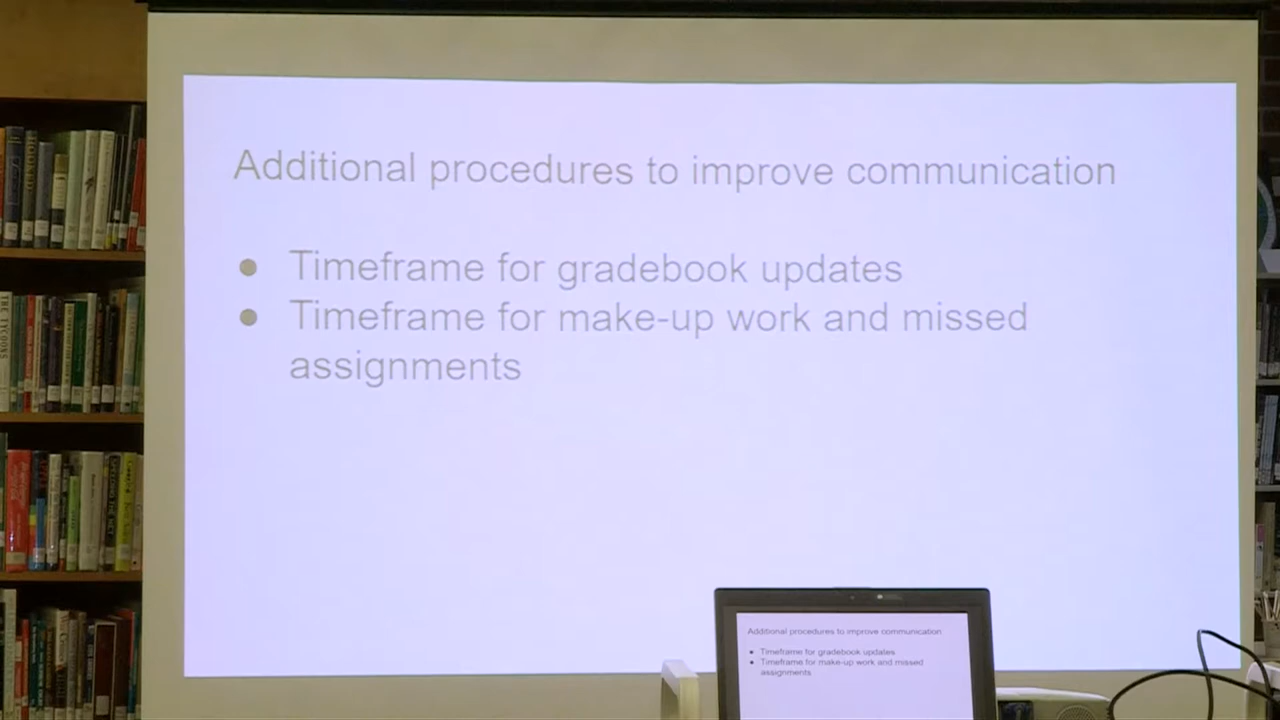 Additional procedures to improve communication
● Timeframe for gradebook updates
● Timeframe for make-up work and missed
assignments
Additional procedures to improve communication
● Timeframe for gradebook updates
● Timeframe for make-up work and missed
assignments